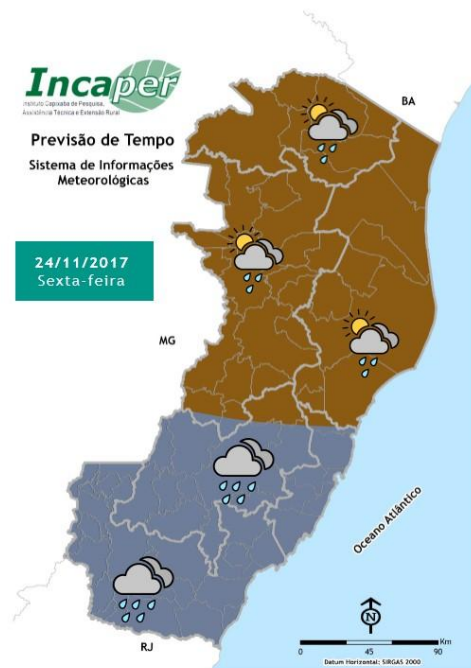 Incaper
Instituto Capixaba de Pesquisa,
Assistência Técnica e Extensão Rural
Previsão de Tempo
Sistema de Informações
Meteorológicas
24/11/2017
Sexta-feira
BA
MG
Oceano Atlântico
RJ
N
Km
0 45 90
Datum Horizontal: SIRGAS 2000